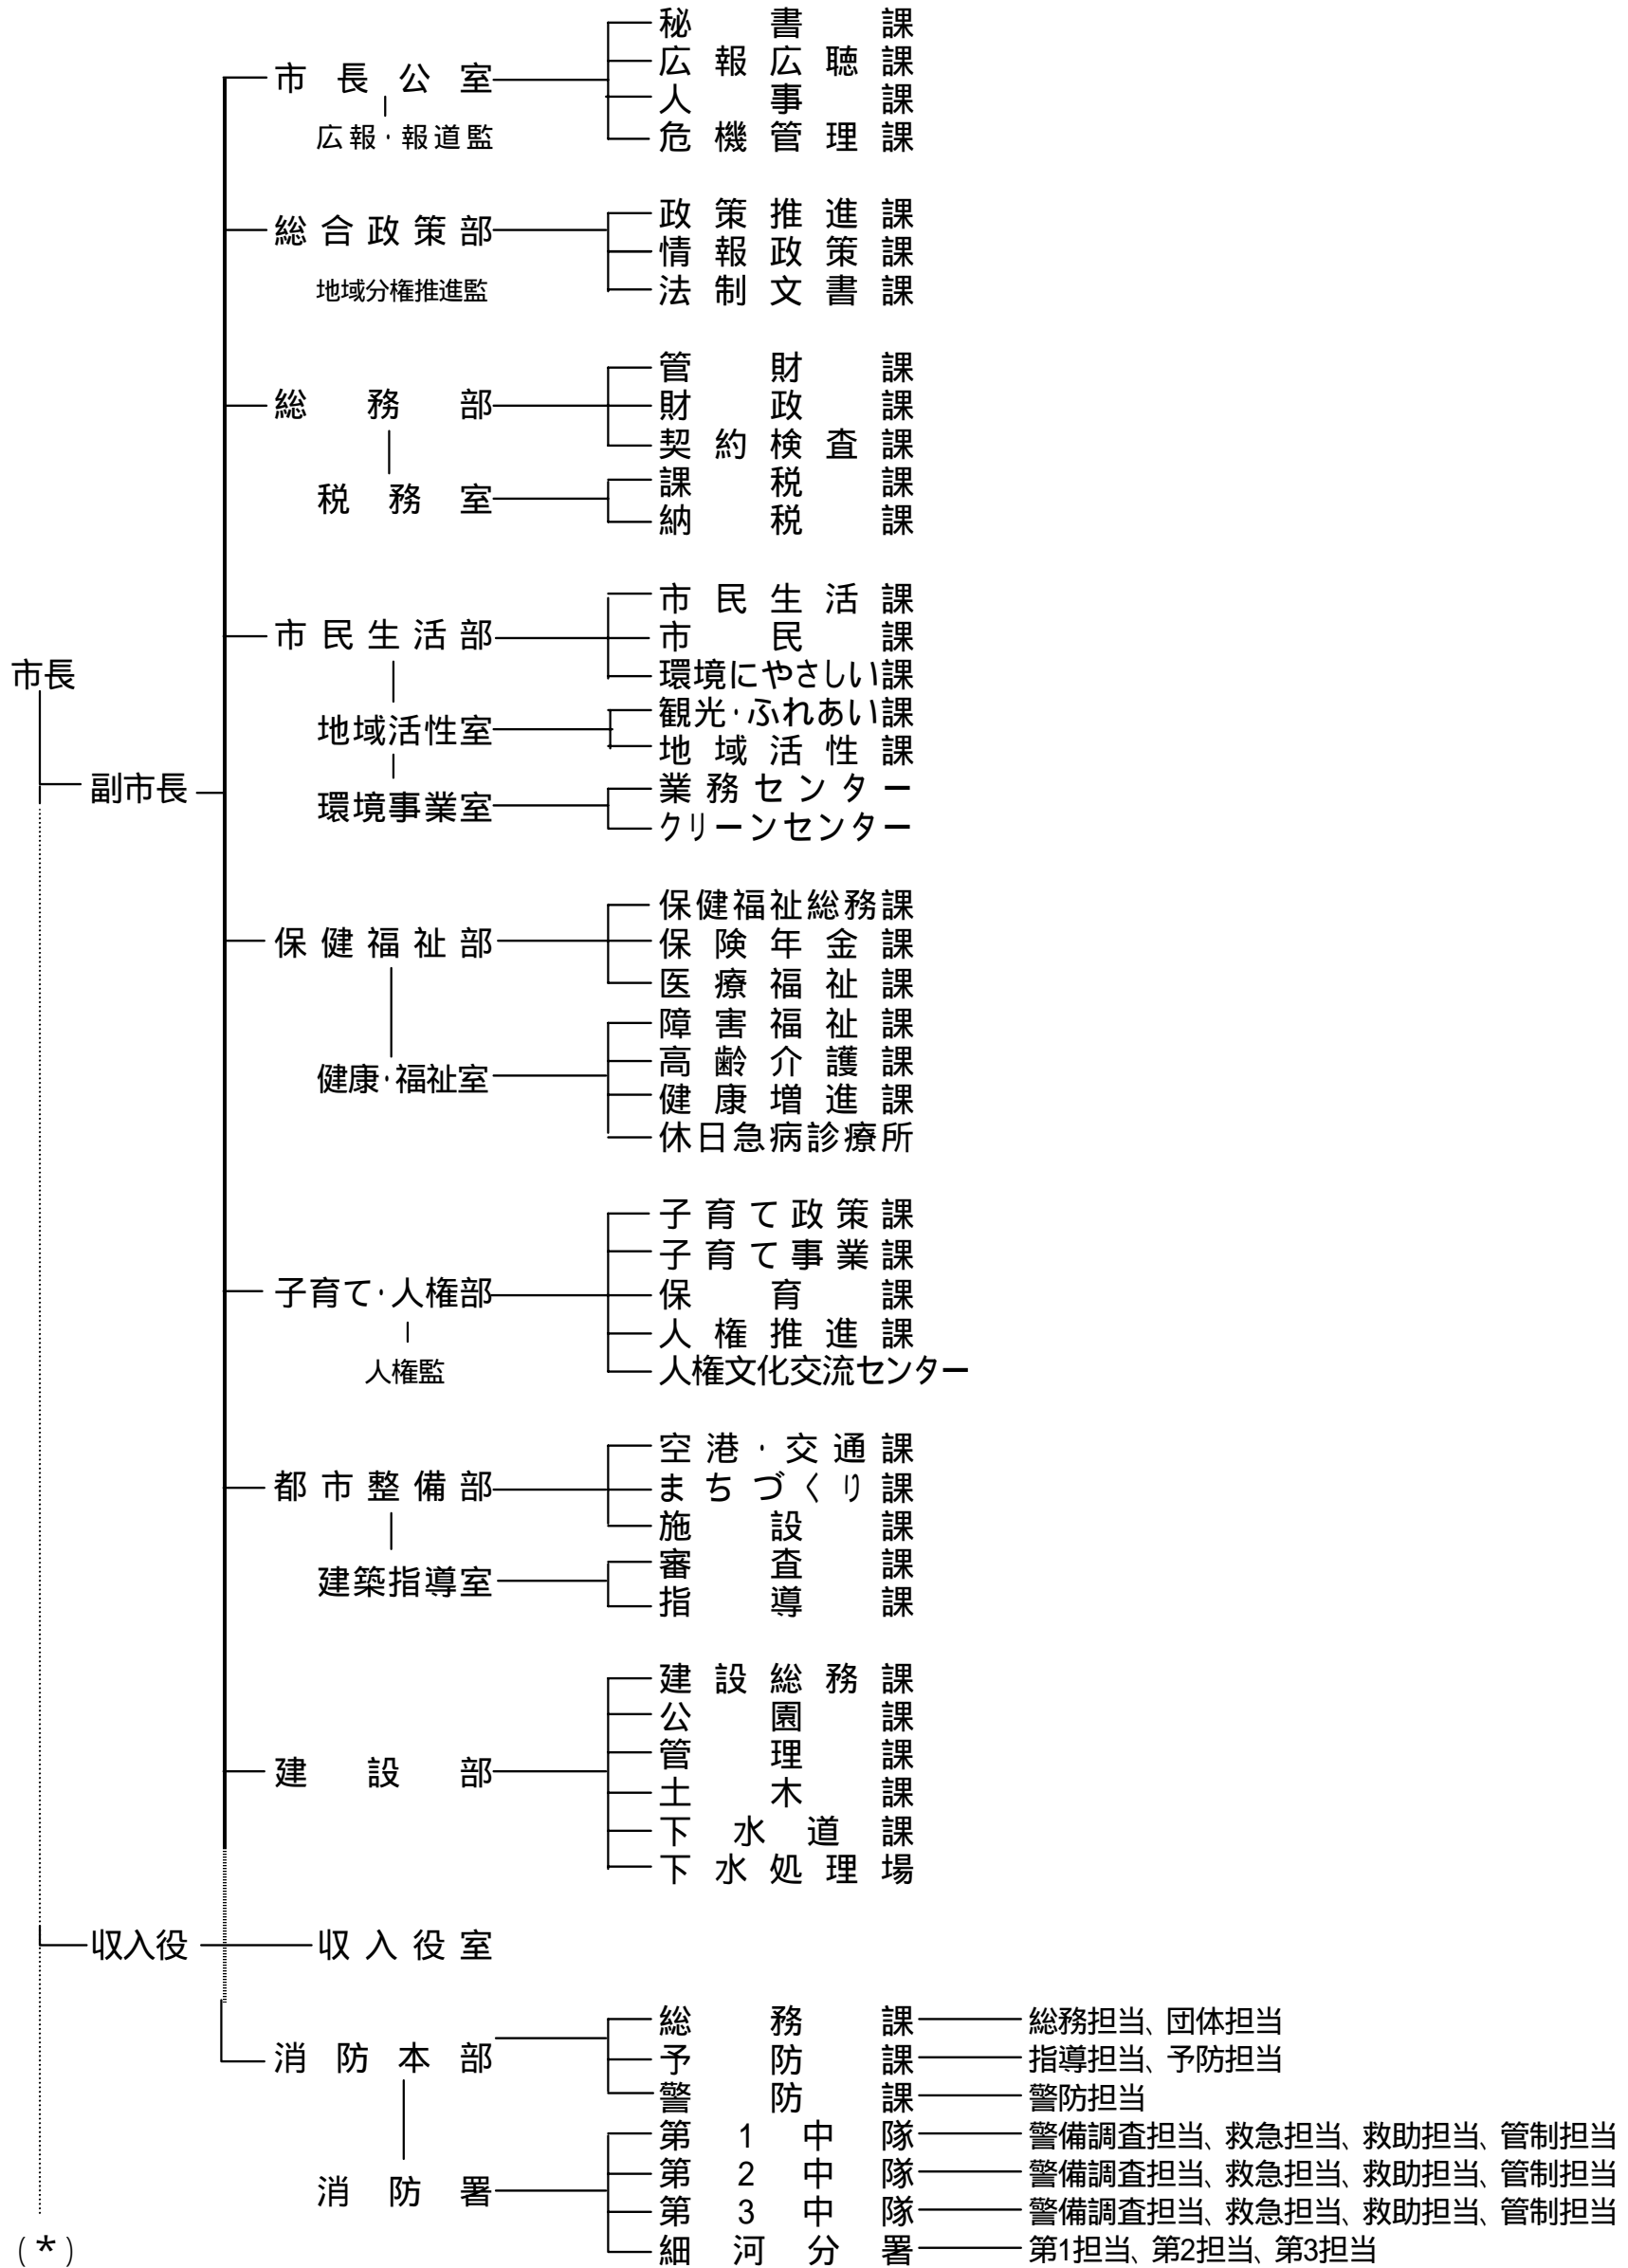 秘書課
広報広聴課
市長公室
人事課
広報・報道監
危機管理課
政策推進課
総合政策部
情報政策課
地域分権推進監
法制文書課
管財課
総務部
財政課
契約検査課
課税課
税務室
納税課
市民生活課
市民生活部
市民課
市長
環境にやさしい課
観光・ふれあい課
地域活性室
地域活性課
副市長
業務センター
環境事業室
クリーンセンター
保健福祉総務課
保健福祉部
保険年金課
医療福祉課
障害福祉課
高齢介護課
健康・福祉室
健康増進課
休日急病診療所
子育て政策課
子育て事業課
子育て・人権部
保育課
人権推進課
人権監
人権文化交流センター
空港・交通課
都市整備部
まちづくり課
施設課
審査課
建築指導室
指導課
建設総務課
公園課
管理課
建設部
土木課
下水道課
下水処理場
収入役
収入役室
総務課
総務担当、団体担当
消防本部
予防課
指導担当、予防担当
警防課
警防担当
第1中隊
警備調査担当、救急担当、救助担当、管制担当
第2中隊
警備調査担当、救急担当、救助担当、管制担当
消防署
第3中隊
警備調査担当、救急担当、救助担当、管制担当
(*)
細河分署
第1担当、第2担当、第3担当